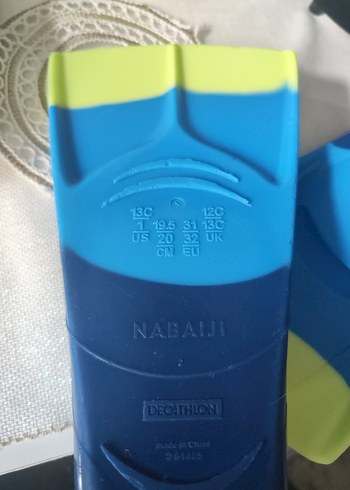 13C 12C
1 19.5 31 13C
US 20 32 UK
CM EU
NABAIJI
DECATHLON
Made in China